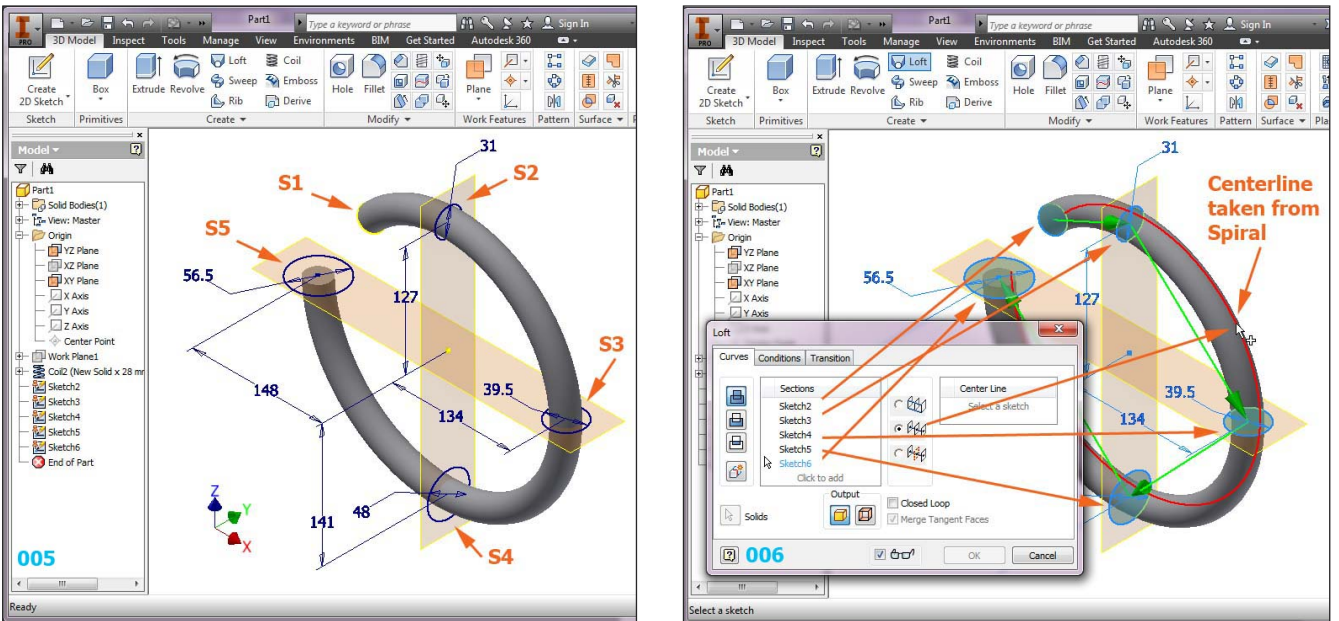 Part1
Type a keyword or phrase
Sign In
PRO
3D Model Inspect Tools Manage View Environments BIM Get Started Autodesk 360
Create 2D Sketch
Box
Extrude Revolve
Loft
Sweep
Rib
Coil
Emboss
Derive
Hole Fillet
Plane
Sketch Primitives Create Modify Work Features Pattern Surface
Model
Part1
Solid Bodies(1)
View: Master
Origin
YZ Plane
XZ Plane
XY Plane
X Axis
Y Axis
Z Axis
Center Point
Work Plane1
Coil2 (New Solid x 28 mr
Sketch2
Sketch3
Sketch4
Sketch5
Sketch6
End of Part
31
S1
S2
S5
56.5
127
S3
148
39.5
134
48
141
S4
Z
Y
X
005
Ready
Part1
Type a keyword or phrase
Sign In
PRO
3D Model Inspect Tools Manage View Environments BIM Get Started Autodesk 360
Create 2D Sketch
Box
Extrude Revolve
Loft
Sweep
Rib
Coil
Emboss
Derive
Hole Fillet
Plane
Sketch Primitives Create Modify Work Features Pattern Surface Pla
Model
Part1
Solid Bodies(1)
View: Master
Origin
YZ Plane
XZ Plane
XY Plane
X Axis
Y Axis
31
Centerline
taken from
Spiral
56.5
127
39.5
134
Loft
Curves Conditions Transition
Sections
Sketch2
Sketch3
Sketch4
Sketch5
Sketch6
Click to add
Center Line
Select a sketch
Solids
Output
Closed Loop
Merge Tangent Faces
006
OK
Cancel
Select a sketch